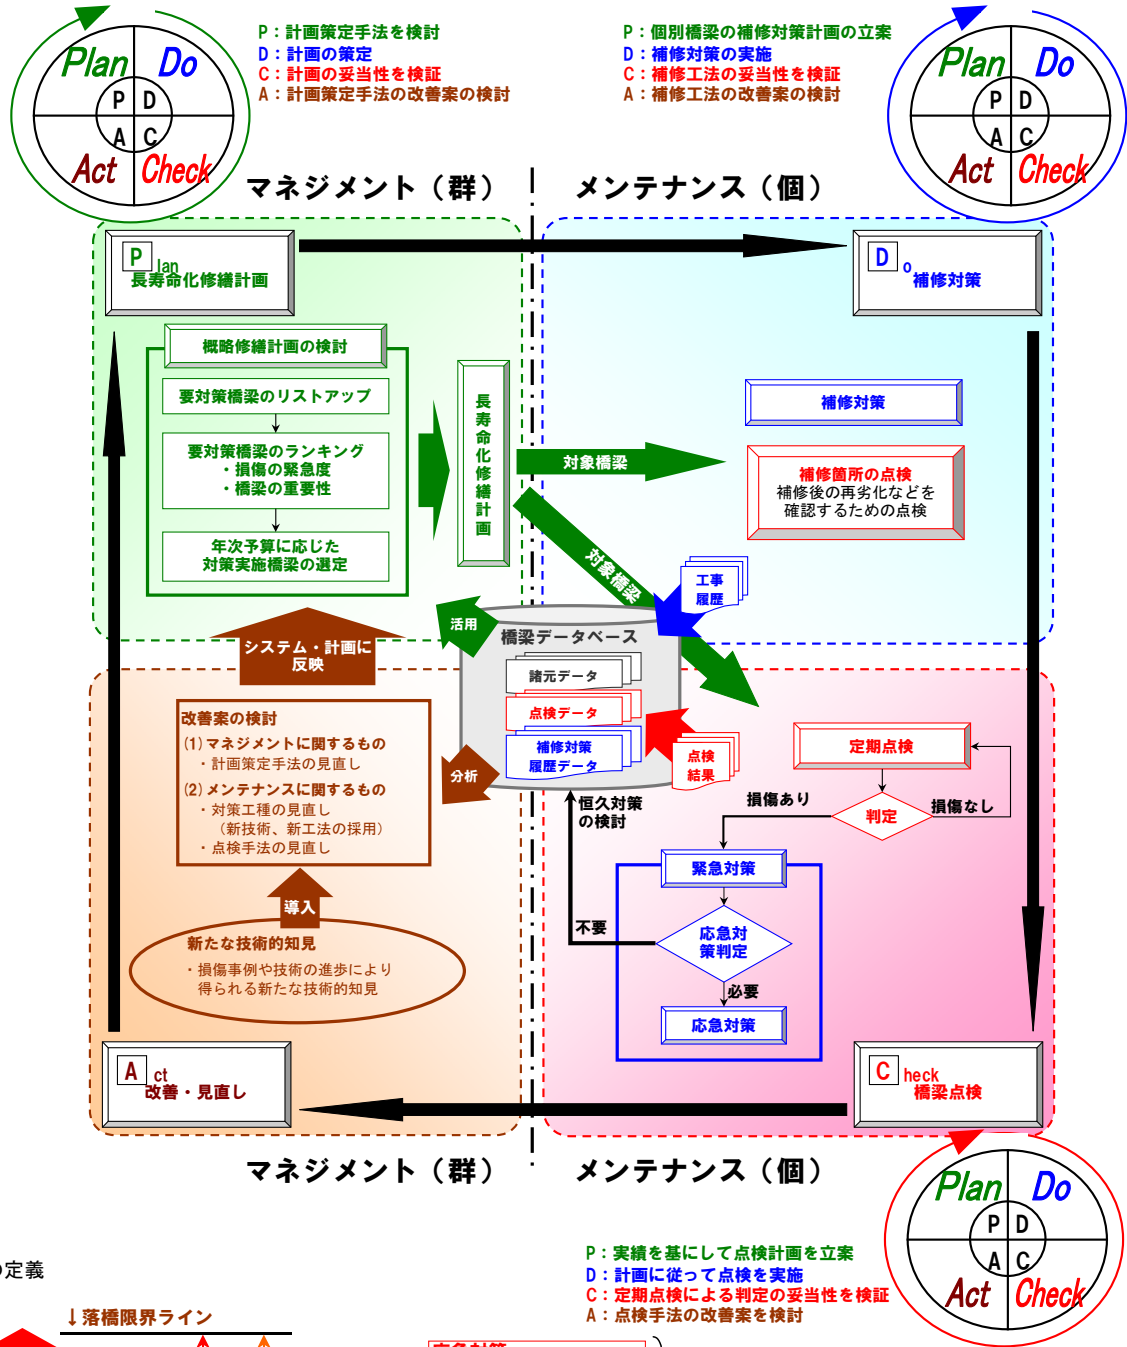 Plan
Do
P D
A C
Act
Check
P：計画策定手法を検討
D：計画の策定
C：計画の妥当性を検証
A：計画策定手法の改善案の検討
P：個別橋梁の補修対策計画の立案
D：補修対策の実施
C：補修工法の妥当性を検証
A：補修工法の改善案の検討
Plan
Do
P D
A C
Act
Check
マネジメント（群）
メンテナンス（個）
Plan
長寿命化修繕計画
Do
補修対策
概略修繕計画の検討
要対策橋梁のリストアップ
要対策橋梁のランキング
・損傷の緊急度
・橋梁の重要性
年次予算に応じた
対策実施橋梁の選定
長寿命化修繕計画
対象橋梁
対象橋梁
補修対策
補修箇所の点検
補修後の再劣化などを
確認するための点検
工事
履歴
活用
橋梁データベース
諸元データ
点検データ
補修対策
履歴データ
点検
結果
分析
システム・計画に
反映
改善案の検討
(1)マネジメントに関するもの
・計画策定手法の見直し
(2)メンテナンスに関するもの
・対策工種の見直し
（新技術、新工法の採用）
・点検手法の見直し
導入
新たな技術的知見
・損傷事例や技術の進歩により
得られる新たな技術的知見
定期点検
判定
損傷なし
損傷あり
恒久対策
の検討
緊急対策
応急対
策判定
不要
必要
応急対策
Act
改善・見直し
Check
橋梁点検
マネジメント（群）
メンテナンス（個）
Plan
Do
P D
A C
Act
Check
P：実績を基にして点検計画を立案
D：計画に従って点検を実施
C：定期点検による判定の妥当性を検証
A：点検手法の改善案を検討
の定義
↓落橋限界ライン